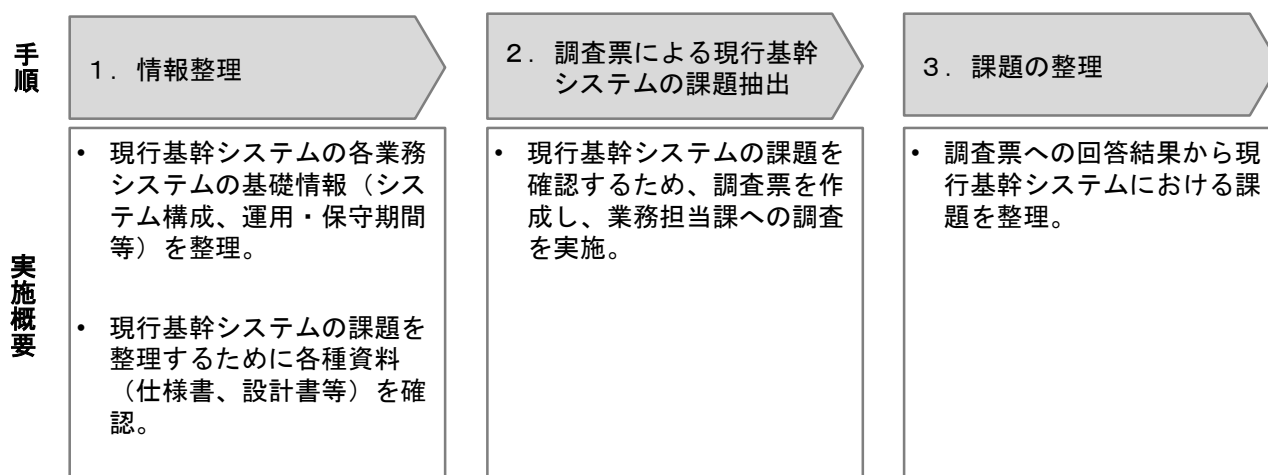 手順
1．情報整理
2．調査票による現行基幹
システムの課題抽出
3．課題の整理
実施概要
• 現行基幹システムの各業務
システムの基礎情報（シス
テム構成、運用・保守期間
等）を整理。
• 現行基幹システムの課題を
整理するために各種資料
（仕様書、設計書等）を確
認。
• 現行基幹システムの課題を
確認するため、調査票を作
成し、業務担当課への調査
を実施。
• 調査票への回答結果から現
行基幹システムにおける課
題を整理。